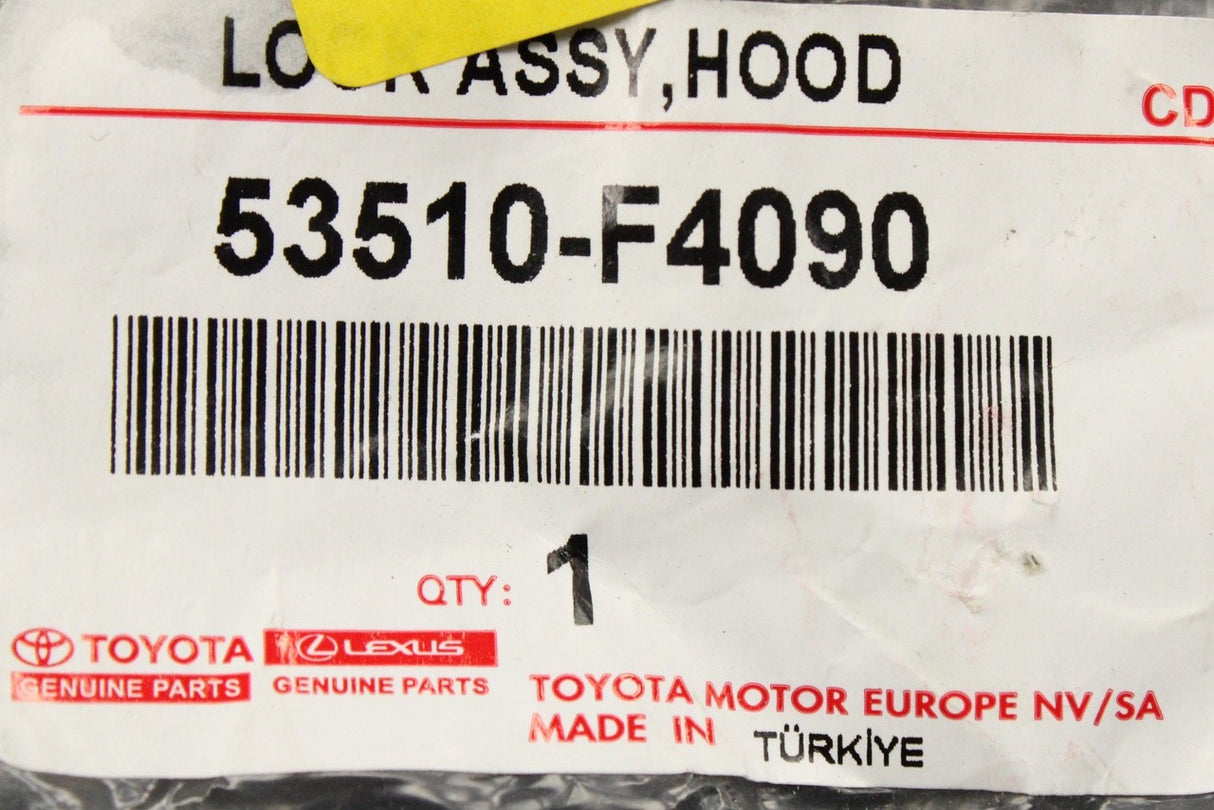 LOCK ASSY,HOOD
CD
53510-F4090
QTY: 1
TOYOTA LEXUS
GENUINE PARTS GENUINE PARTS
TOYOTA MOTOR EUROPE NV/SA
MADE IN TÜRKİYE